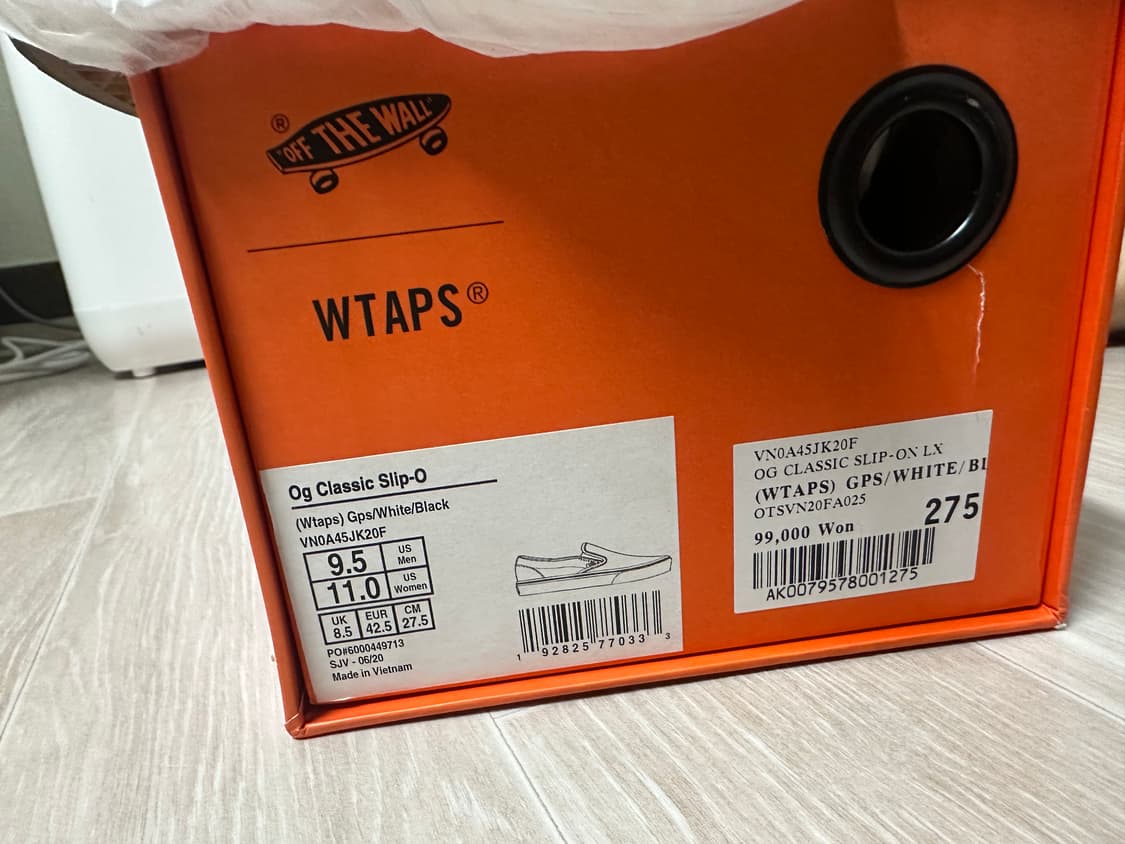 ®
"OFF THE WALL"
WTAPS®
Og Classic Slip-O
(Wtaps) Gps/White/Black
VN0A45JK20F
9.5 US Men
11.0 US Women
UK EUR CM
8.5 42.5 27.5
PO#6000449713
SJV - 06/20
Made in Vietnam
1 92825 77033 3
VN0A45JK20F
OG CLASSIC SLIP-ON LX
(WTAPS) GPS/WHITE/BL
OTSVN20FA025
275
99,000 Won
AK0079578001275